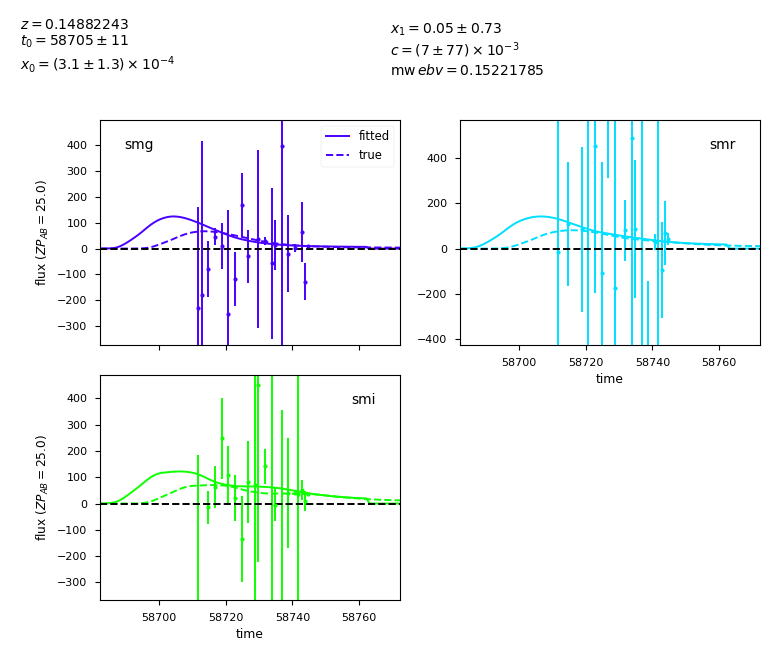 z = 0.14882243
t₀ = 58705 ± 11
x₀ = (3.1 ± 1.3) × 10⁻⁴
x₁ = 0.05 ± 0.73
c = (7 ± 77) × 10⁻³
mw ebv = 0.15221785
smg
fitted
true
400
300
200
100
0
−100
−200
−300
flux (ZP_AB = 25.0)
smr
400
200
0
−200
−400
58700
58720
58740
58760
time
smi
400
300
200
100
0
−100
−200
−300
flux (ZP_AB = 25.0)
58700
58720
58740
58760
time